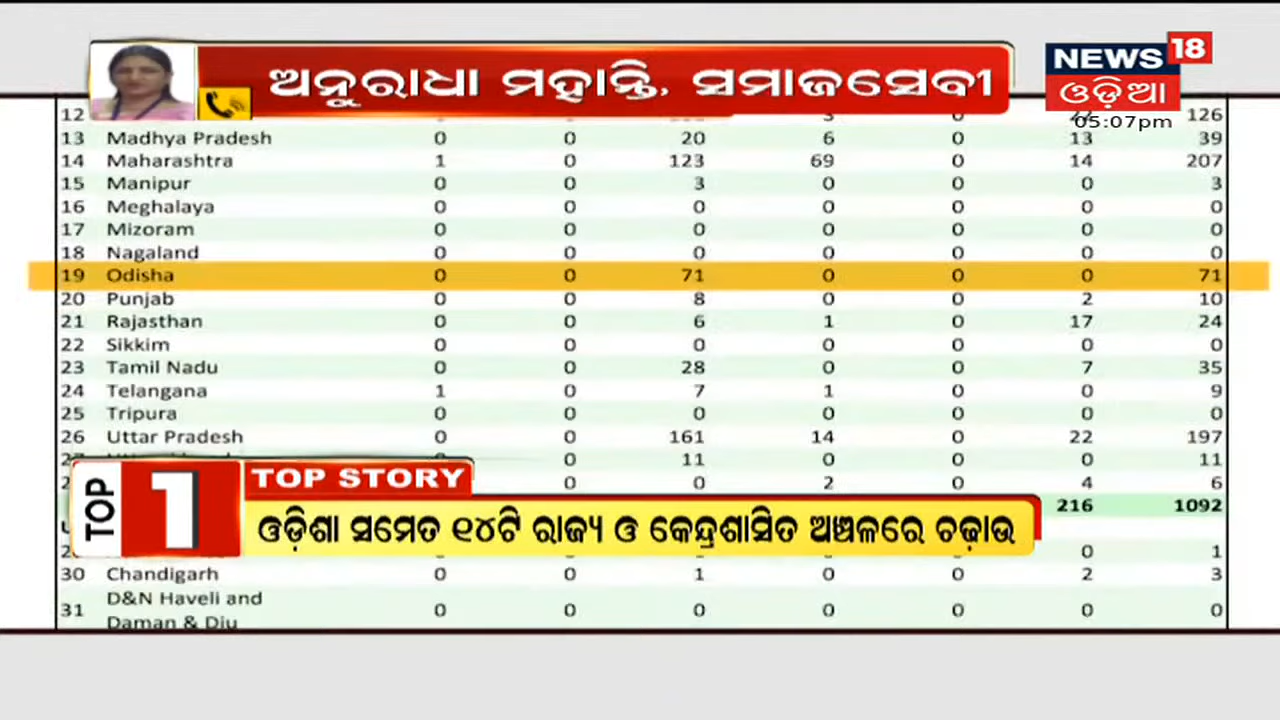 ଅନୁରାଧା ମହାନ୍ତି, ସମାଜସେବୀ
NEWS 18
ଓଡ଼ିଆ
05:07pm
12 3 0 22 126
13 Madhya Pradesh 0 0 20 6 0 13 39
14 Maharashtra 1 0 123 69 0 14 207
15 Manipur 0 0 3 0 0 0 3
16 Meghalaya 0 0 0 0 0 0 0
17 Mizoram 0 0 0 0 0 0 0
18 Nagaland 0 0 0 0 0 0 0
19 Odisha 0 0 71 0 0 0 71
20 Punjab 0 0 8 0 0 2 10
21 Rajasthan 0 0 6 1 0 17 24
22 Sikkim 0 0 0 0 0 0 0
23 Tamil Nadu 0 0 28 0 0 7 35
24 Telangana 1 0 7 1 0 0 9
25 Tripura 0 0 0 0 0 0 0
26 Uttar Pradesh 0 0 161 14 0 22 197
0 11 0 0 0 11
0 0 2 0 4 6
216 1092
TOP 1
TOP STORY
ଓଡ଼ିଶା ସମେତ ୧୪ଟି ରାଜ୍ୟ ଓ କେନ୍ଦ୍ରଶାସିତ ଅଞ୍ଚଳରେ ଚଢ଼ାଉ
0 1
30 Chandigarh 0 0 1 0 0 2 3
D&N Haveli and
31 0 0 0 0 0 0 0
Daman & Diu